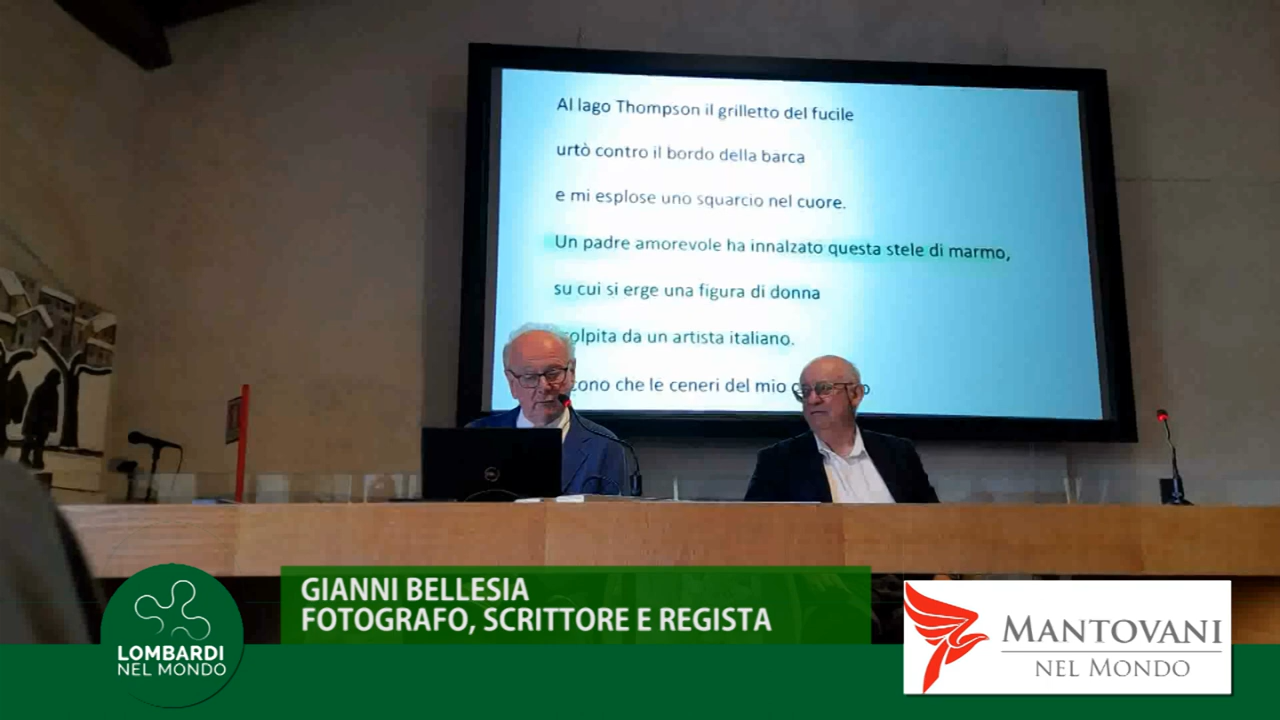 Al lago Thompson il grilletto del fucile
urtò contro il bordo della barca
e mi esplose uno squarcio nel cuore.
Un padre amorevole ha innalzato questa stele di marmo,
su cui si erge una figura di donna
olpita da un artista italiano.
cono che le ceneri del mio
GIANNI BELLESIA
FOTOGRAFO, SCRITTORE E REGISTA
LOMBARDI
NEL MONDO
MANTOVANI
NEL MONDO